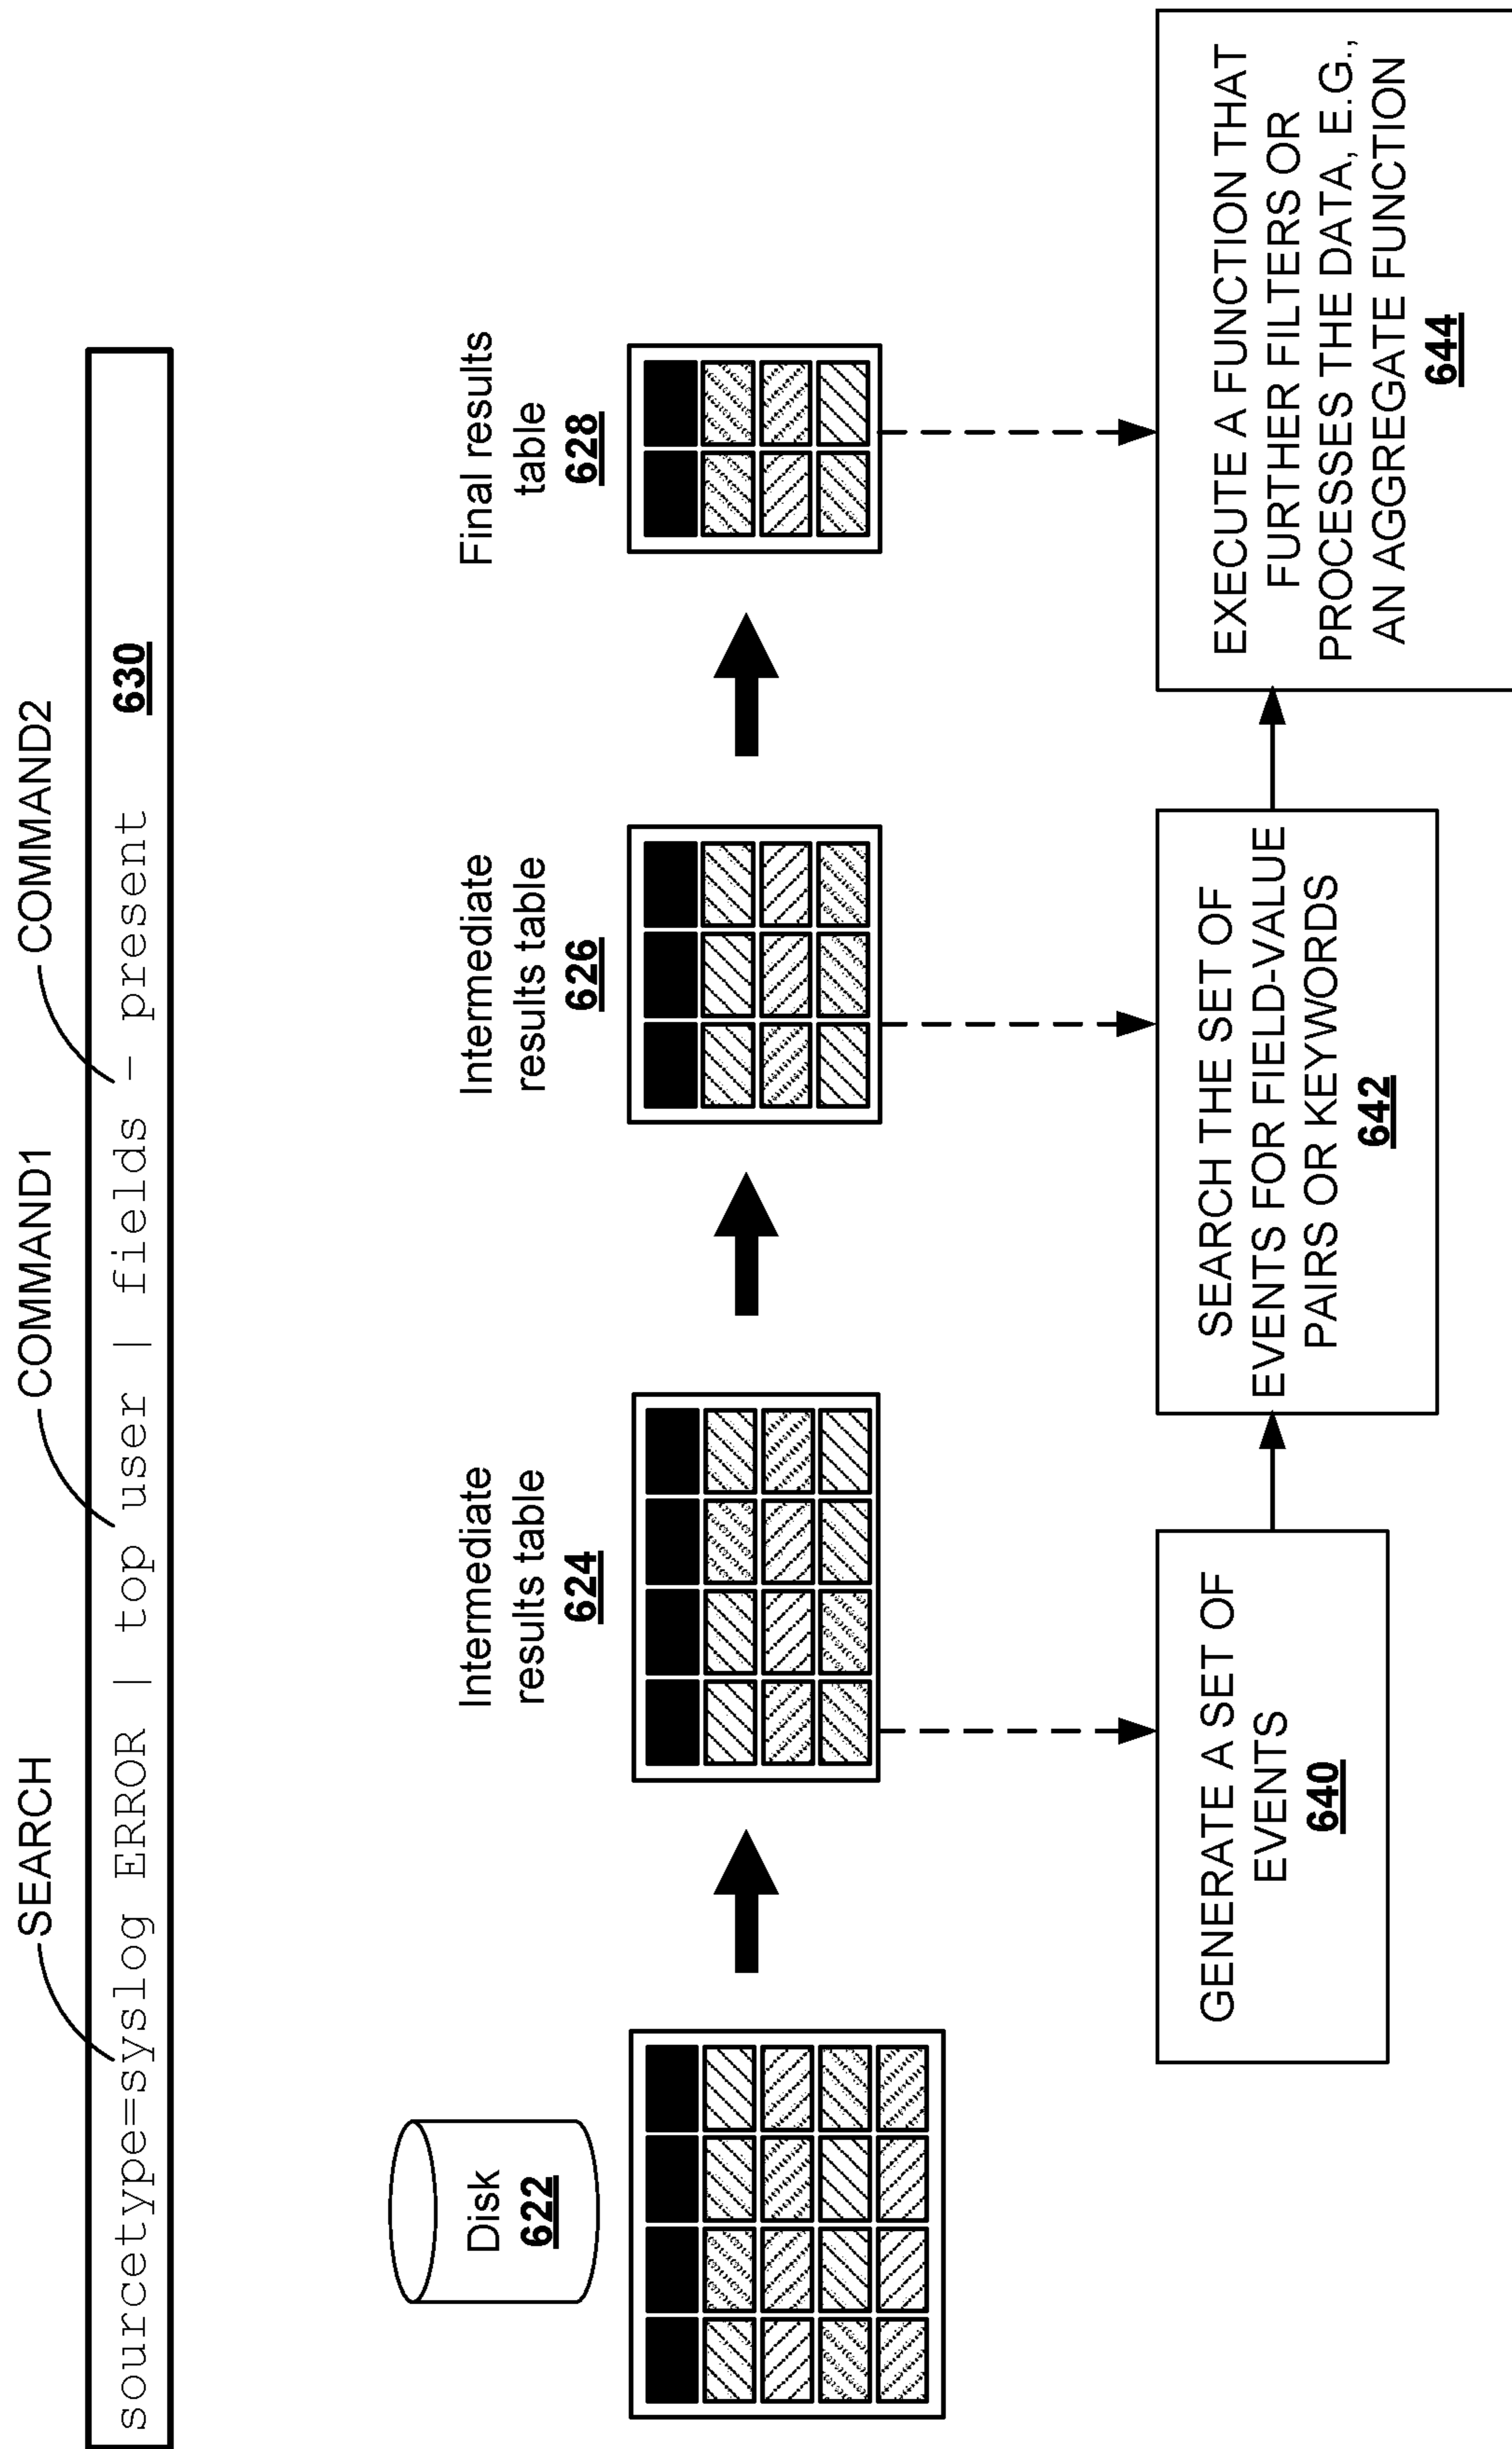 SEARCH
COMMAND1
COMMAND2
sourcetype=syslog ERROR | top user | fields – present 630
Disk
622
Intermediate
results table
624
Intermediate
results table
626
Final results
table
628
GENERATE A SET OF
EVENTS
640
SEARCH THE SET OF
EVENTS FOR FIELD-VALUE
PAIRS OR KEYWORDS
642
EXECUTE A FUNCTION THAT
FURTHER FILTERS OR
PROCESSES THE DATA, E.G.,
AN AGGREGATE FUNCTION
644